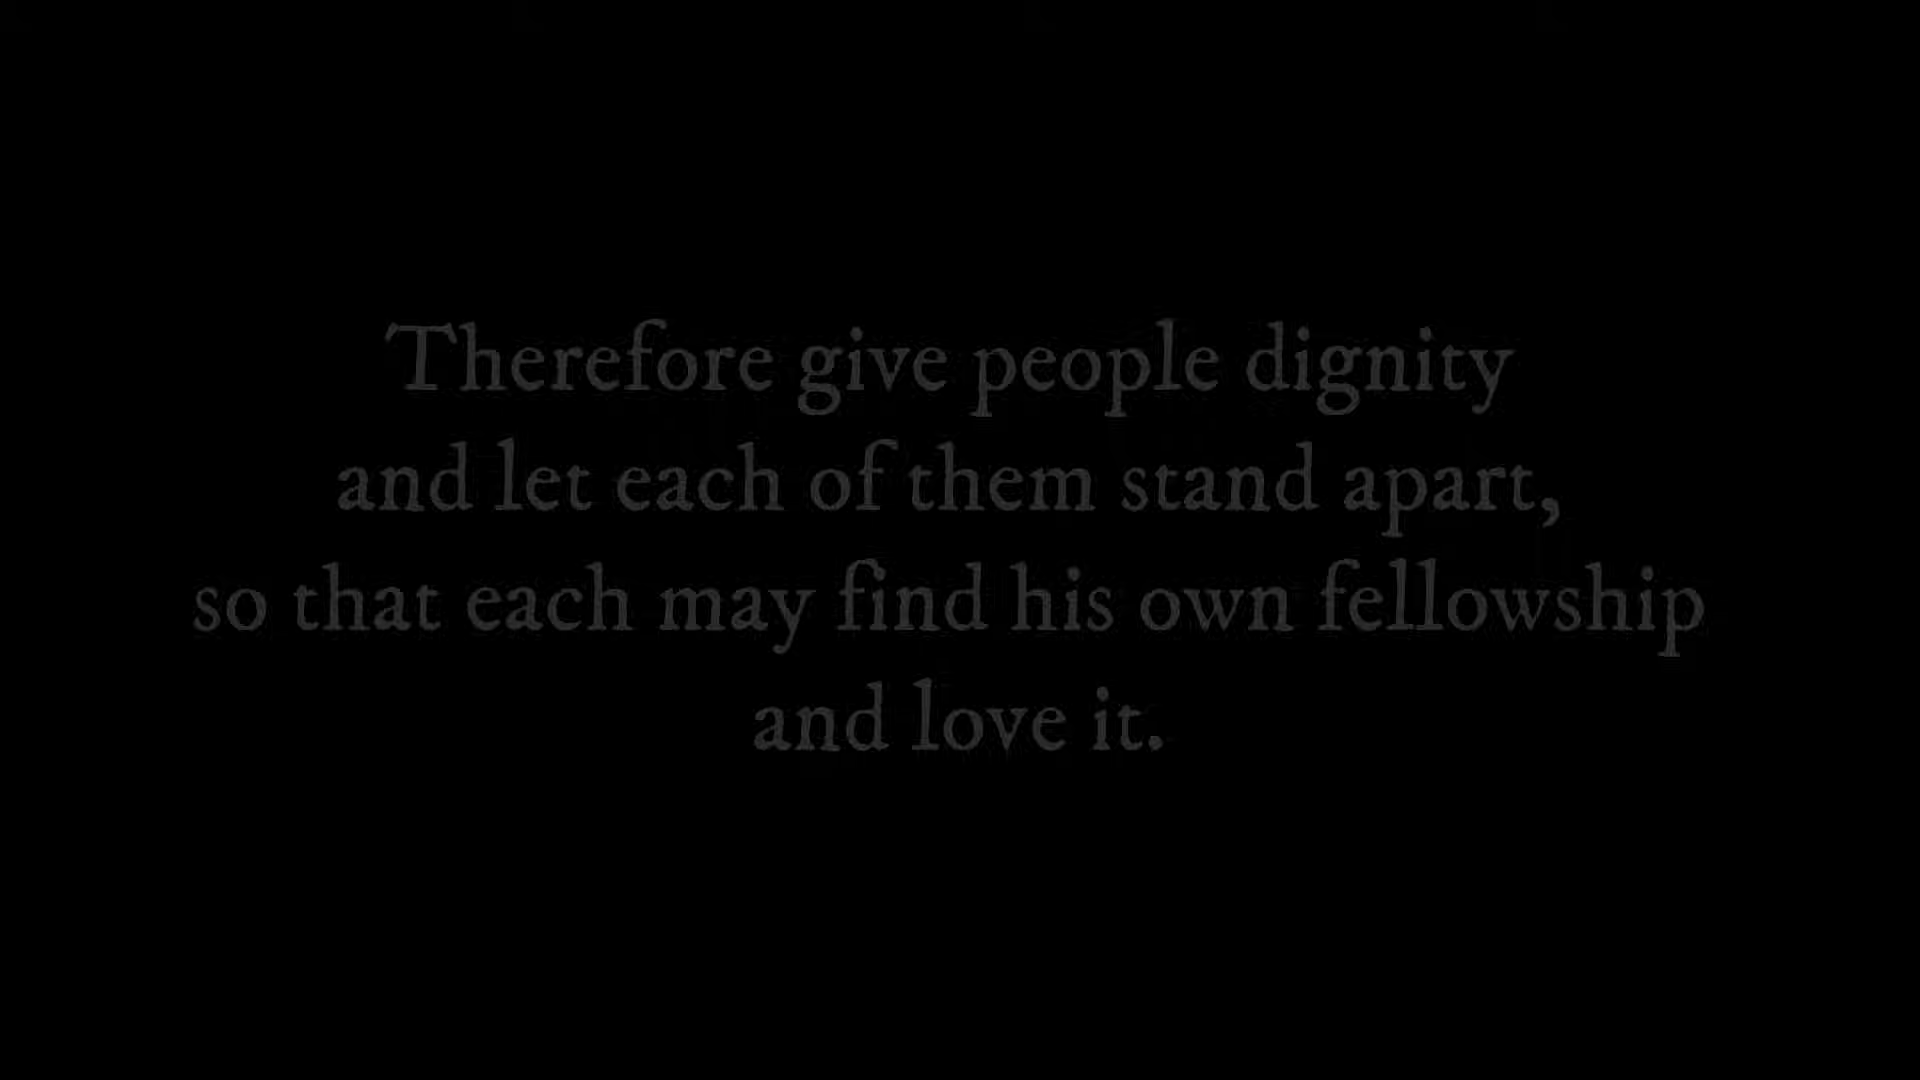 Therefore give people dignity
and let each of them stand apart,
so that each may find his own fellowship
and love it.